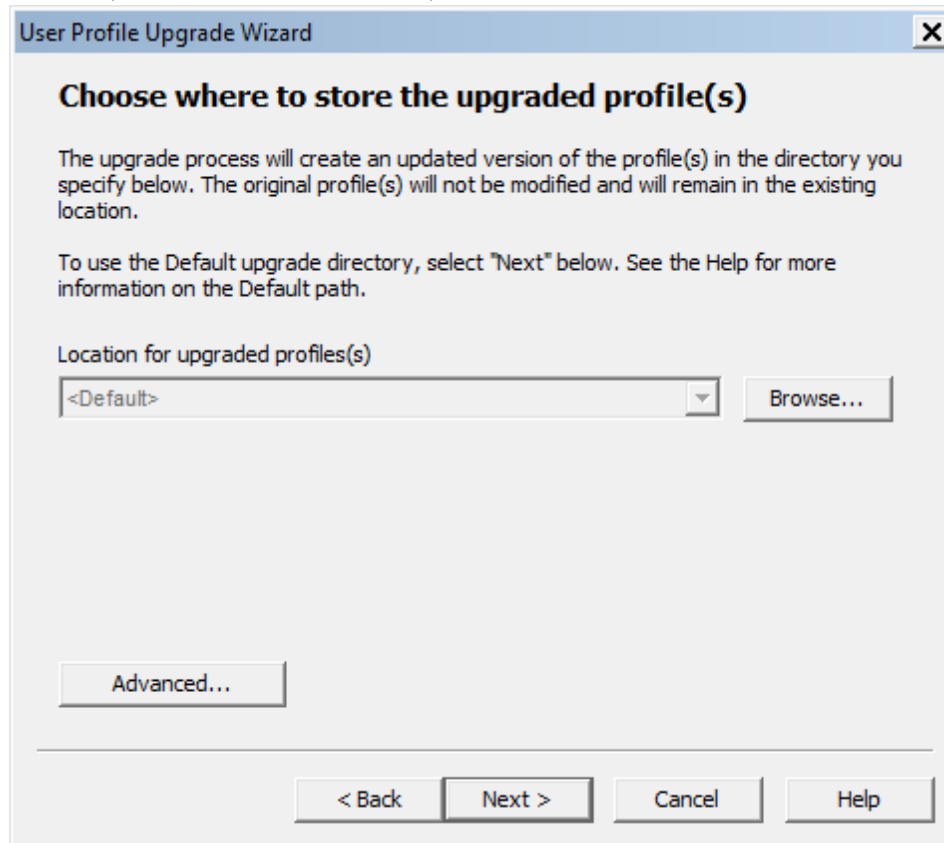 User Profile Upgrade Wizard
Choose where to store the upgraded profile(s)
The upgrade process will create an updated version of the profile(s) in the directory you
specify below. The original profile(s) will not be modified and will remain in the existing
location.
To use the Default upgrade directory, select "Next" below. See the Help for more
information on the Default path.
Location for upgraded profiles(s)
<Default>
Browse...
Advanced...
< Back
Next >
Cancel
Help